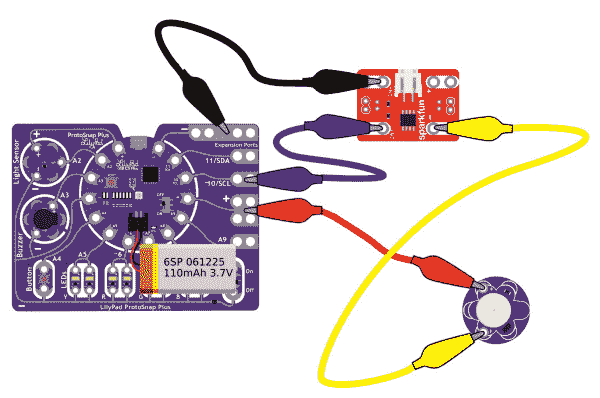 ProtoSnap Plus
Expansion Ports
Light Sensor
A2
11/SDA
10/SCL
A3
Buzzer
A9
A4
A5
6
Button
LEDs
6SP 061225
110mAh 3.7V
On
Off
LilyPad ProtoSnap Plus
sparkfun